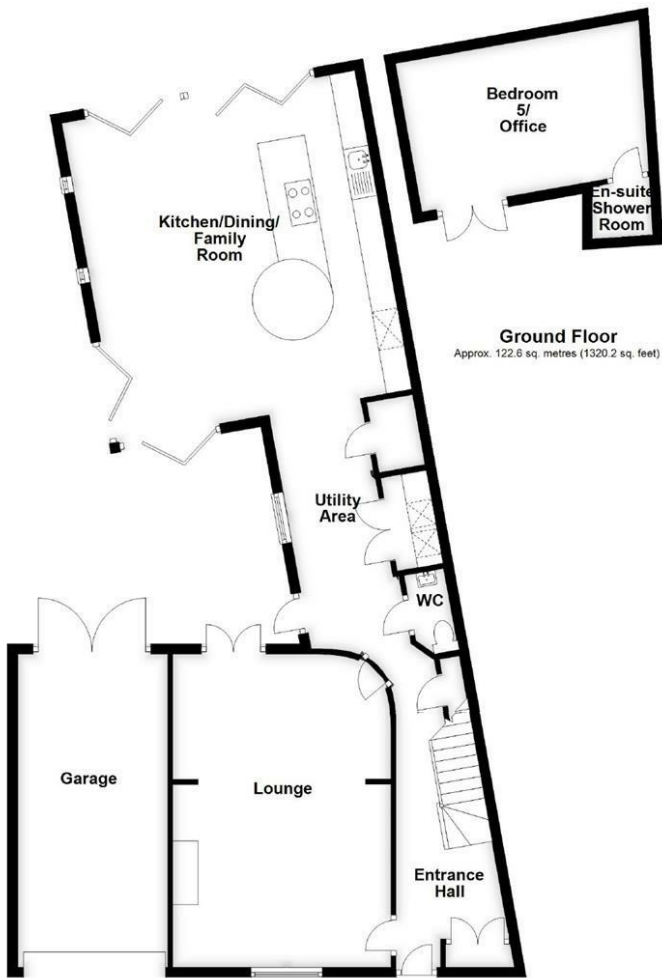 Bedroom
5/
Office
En-suite
Shower
Room
Kitchen/Dining/
Family
Room
Ground Floor
Approx. 122.6 sq. metres (1320.2 sq. feet)
Utility
Area
WC
Garage
Lounge
Entrance
Hall